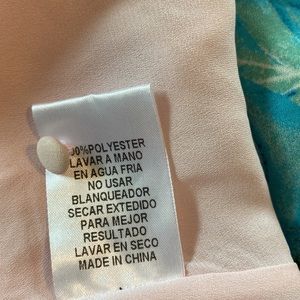 00%POLYESTER
LAVAR A MANO
EN AGUA FRIA
NO USAR
BLANQUEADOR
SECAR EXTEDIDO
PARA MEJOR
RESULTADO
LAVAR EN SECO
MADE IN CHINA